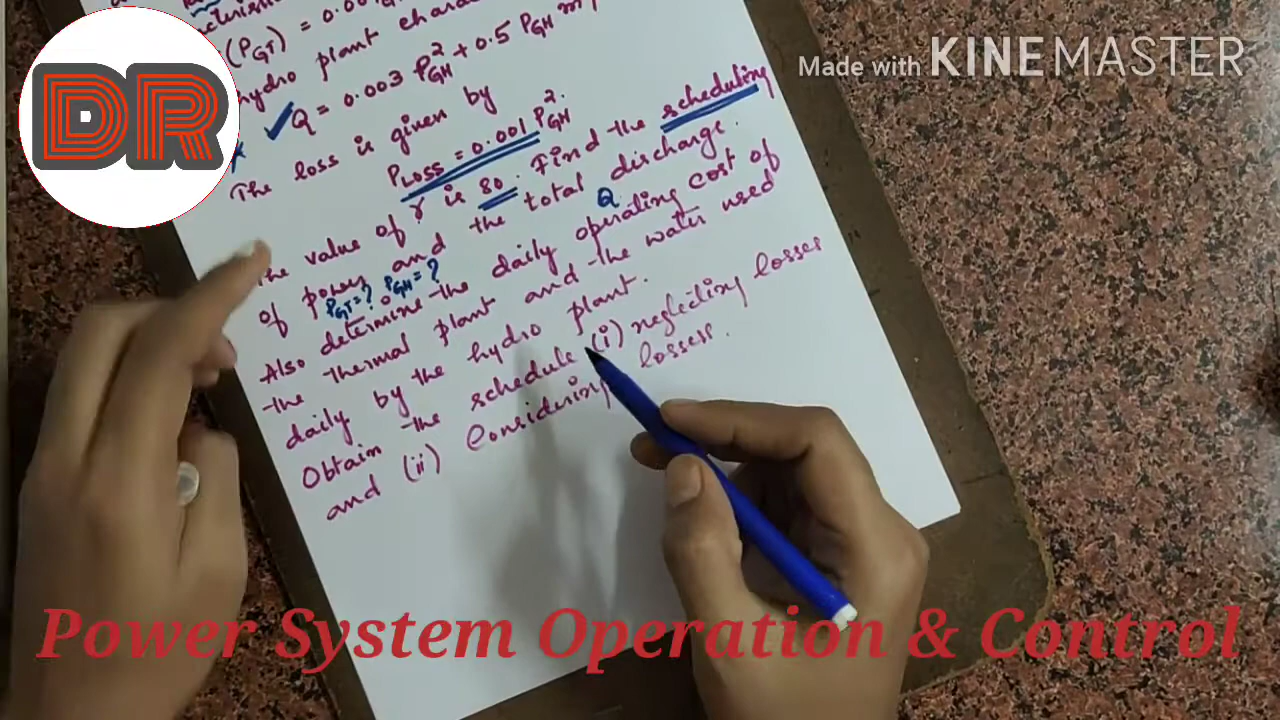 (PGT) = 0.00
hydro plant chara
Q = 0.003 P²GH + 0.5 PGH m
The loss is given by
PLOSS = 0.001 P²GH.
The value of γ is 80. Find the scheduling
of power and the total discharge.
PGT=? PGH=? Q
Also determine the daily operating cost of
the thermal plant and the water used
daily by the hydro plant.
Obtain the schedule (i) neglecting losses
and (ii) Considering losses.
DR
Made with KINEMASTER
Power System Operation & Control